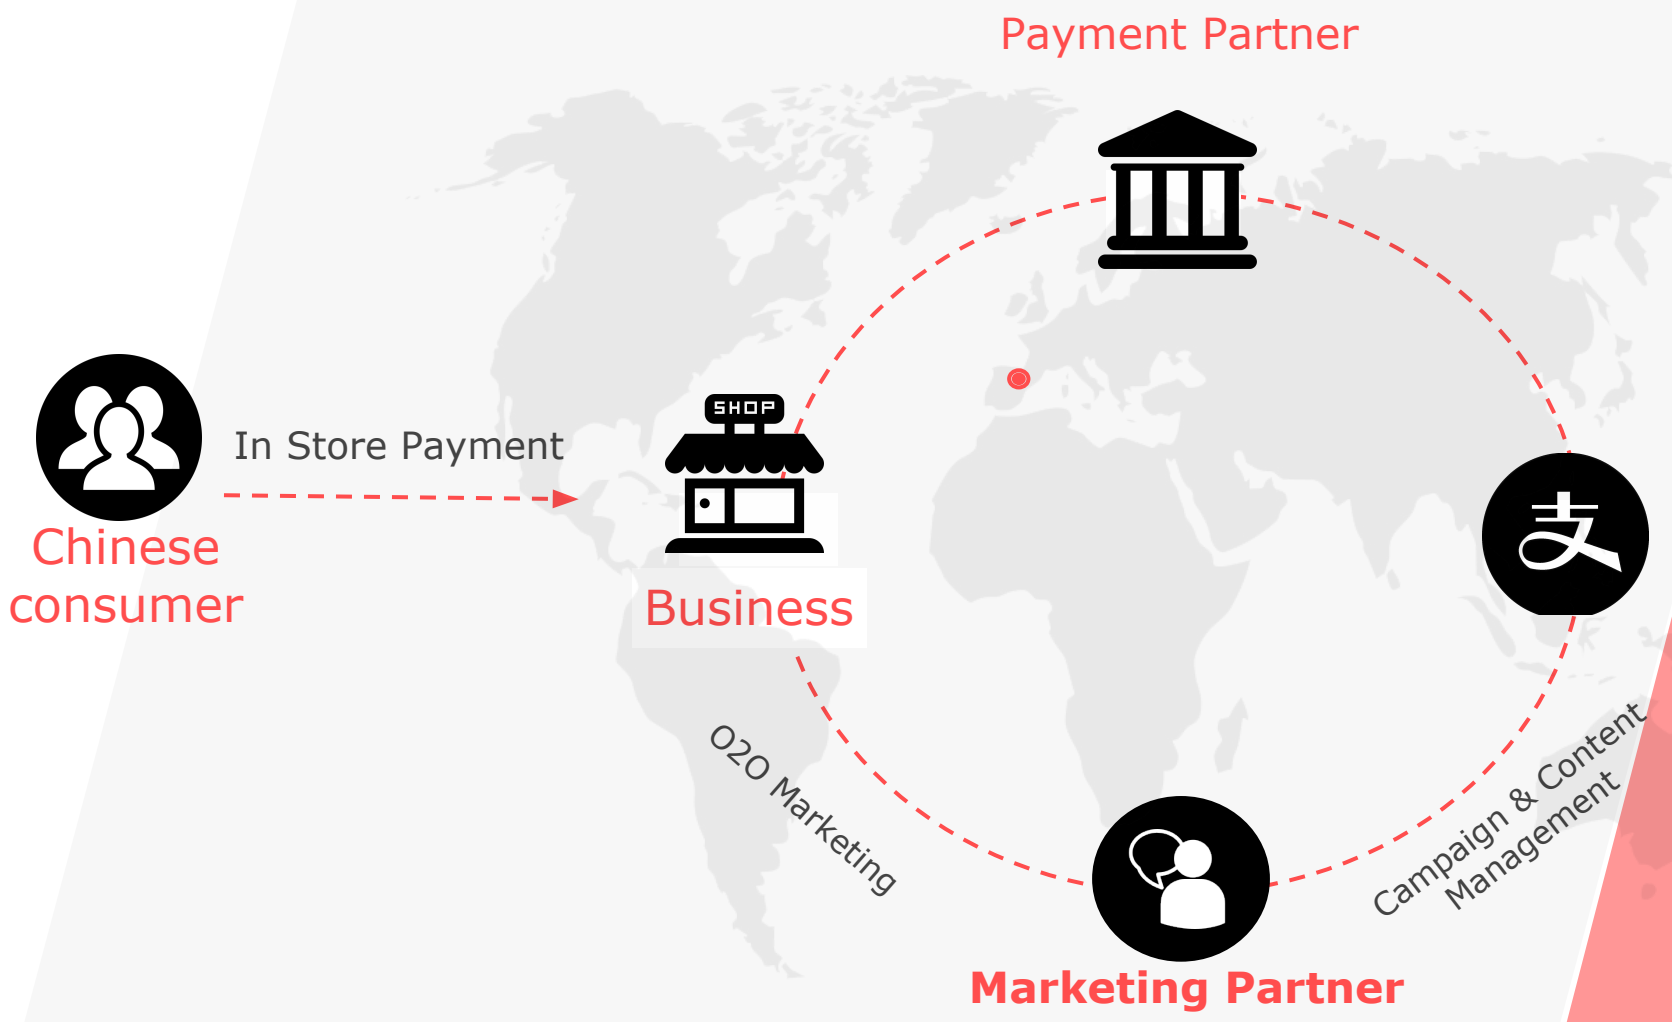 Payment Partner
SHOP
In Store Payment
Chinese
consumer
支
Business
O2O Marketing
Campaign & Content
Management
Marketing Partner